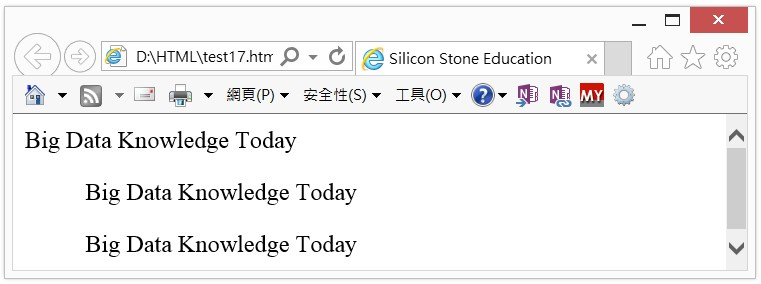 D:\HTML\test17.htm
Silicon Stone Education
網頁(P) 安全性(S) 工具(O) ? N N MY
Big Data Knowledge Today
Big Data Knowledge Today
Big Data Knowledge Today